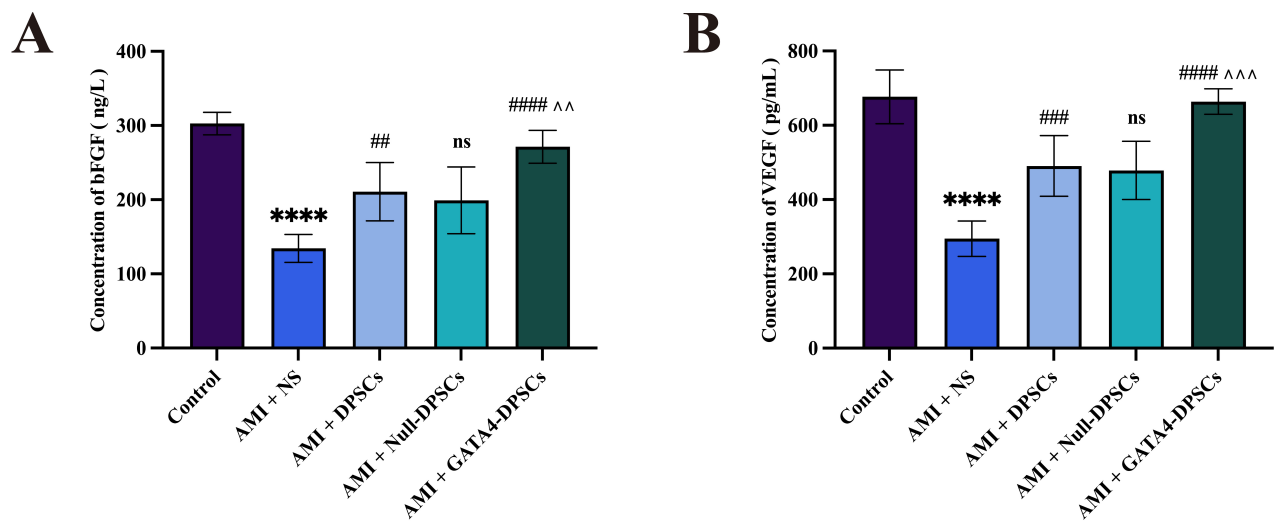 A
Concentration of bFGF ( ng/L )
400
300
200
100
0
****
##
ns
#### ^^
Control
AMI + NS
AMI + DPSCs
AMI + Null-DPSCs
AMI + GATA4-DPSCs
B
Concentration of VEGF ( pg/mL )
800
600
400
200
0
****
###
ns
#### ^^^
Control
AMI + NS
AMI + DPSCs
AMI + Null-DPSCs
AMI + GATA4-DPSCs